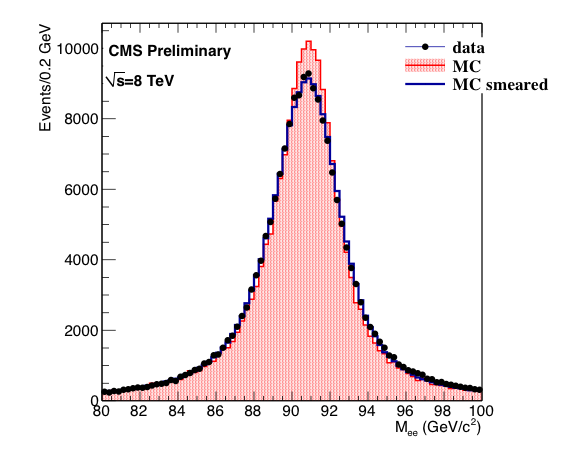 Events/0.2 GeV
10000
8000
6000
4000
2000
0
CMS Preliminary
√s=8 TeV
data
MC
MC smeared
80 82 84 86 88 90 92 94 96 98 100
M_ee (GeV/c²)